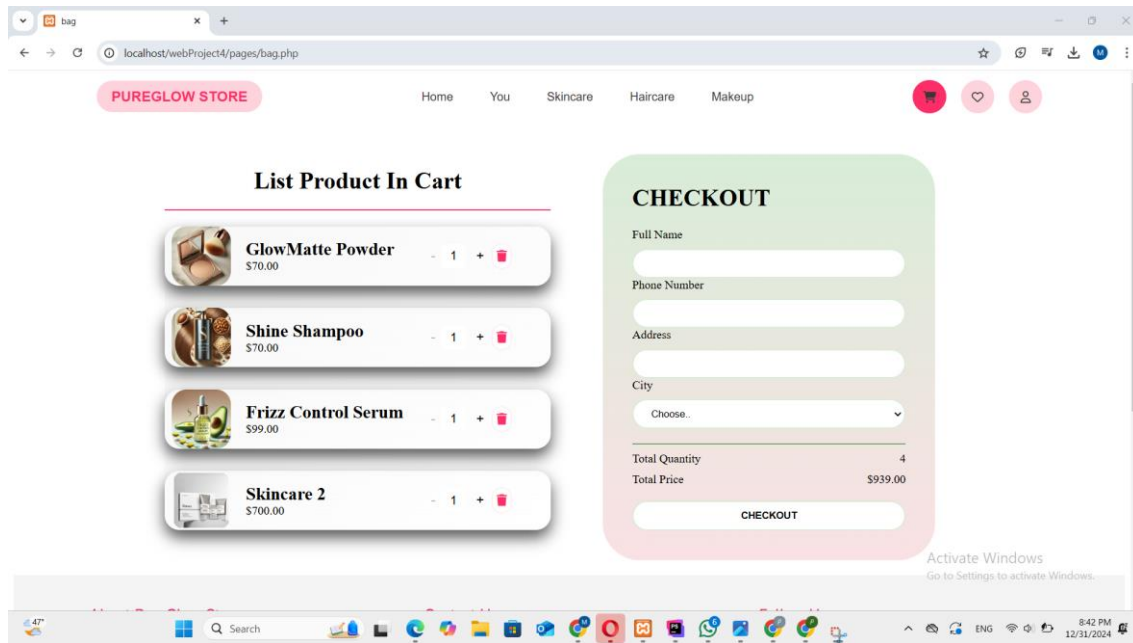 bag
localhost/webProject4/pages/bag.php
M
PUREGLOW STORE
Home You Skincare Haircare Makeup
List Product In Cart
GlowMatte Powder
$70.00
- 1 +
Shine Shampoo
$70.00
- 1 +
Frizz Control Serum
$99.00
- 1 +
Skincare 2
$700.00
- 1 +
CHECKOUT
Full Name
Phone Number
Address
City
Choose..
Total Quantity 4
Total Price $939.00
CHECKOUT
Activate Windows
Go to Settings to activate Windows.
47°
Search
ENG
8:42 PM
12/31/2024